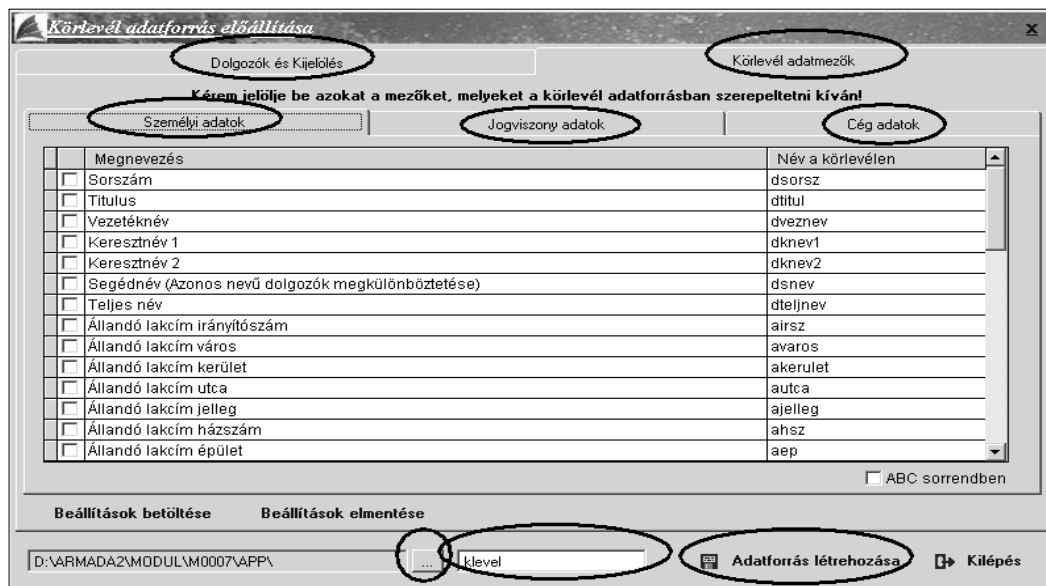 Körlevél adatforrás előállítása x
Dolgozók és Kijelölés Körlevél adatmezők
Kérem jelölje be azokat a mezőket, melyeket a körlevél adatforrásban szerepeltetni kíván!
Személyi adatok Jogviszony adatok Cég adatok
Megnevezés Név a körlevélen
Sorszám dsorsz
Titulus dtitul
Vezetéknév dveznev
Keresztnév 1 dknev1
Keresztnév 2 dknev2
Segédnév (Azonos nevű dolgozók megkülönböztetése) dsnev
Teljes név dteljnev
Állandó lakcím irányítószám airsz
Állandó lakcím város avaros
Állandó lakcím kerület akerulet
Állandó lakcím utca autca
Állandó lakcím jelleg ajelleg
Állandó lakcím házszám ahsz
Állandó lakcím épület aep
ABC sorrendben
Beállítások betöltése Beállítások elmentése
D:\ARMADA2\MODUL\M0007\APP\ ... klevel Adatforrás létrehozása Kilépés